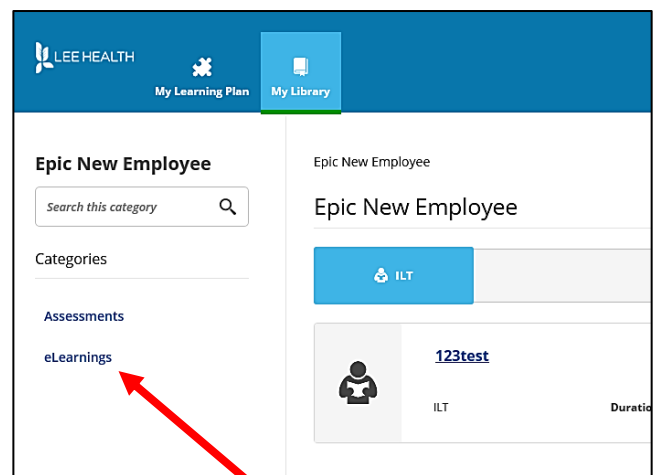 LEE HEALTH
My Learning Plan
My Library
Epic New Employee
Search this category
Categories
Assessments
eLearnings
Epic New Employee
Epic New Employee
ILT
123test
ILT